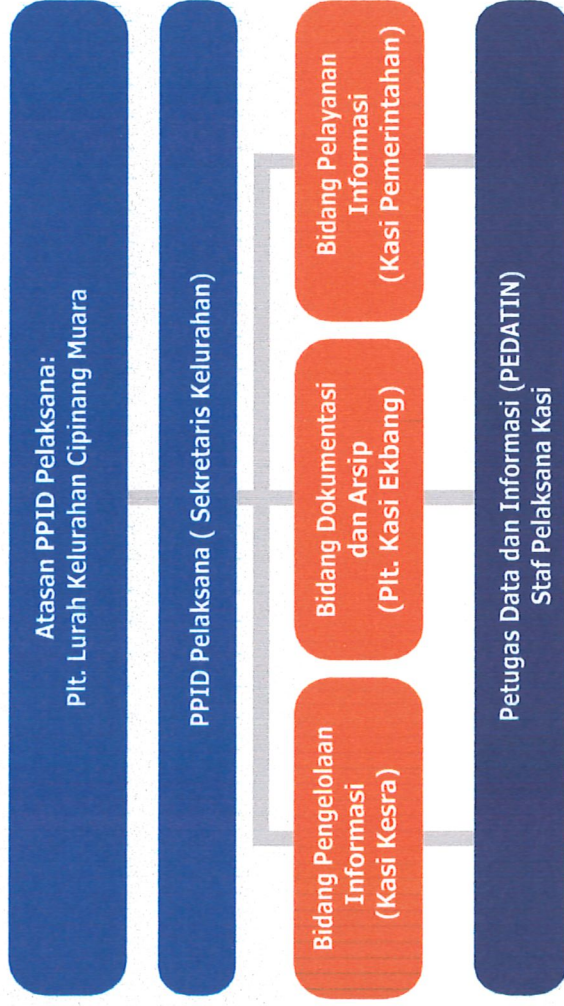 Atasan PPID Pelaksana:
Plt. Lurah Kelurahan Cipinang Muara
PPID Pelaksana ( Sekretaris Kelurahan)
Bidang Pengelolaan
Informasi
(Kasi Kesra)
Bidang Dokumentasi
dan Arsip
(Plt. Kasi Ekbang)
Bidang Pelayanan
Informasi
(Kasi Pemerintahan)
Petugas Data dan Informasi (PEDATIN)
Staf Pelaksana Kasi